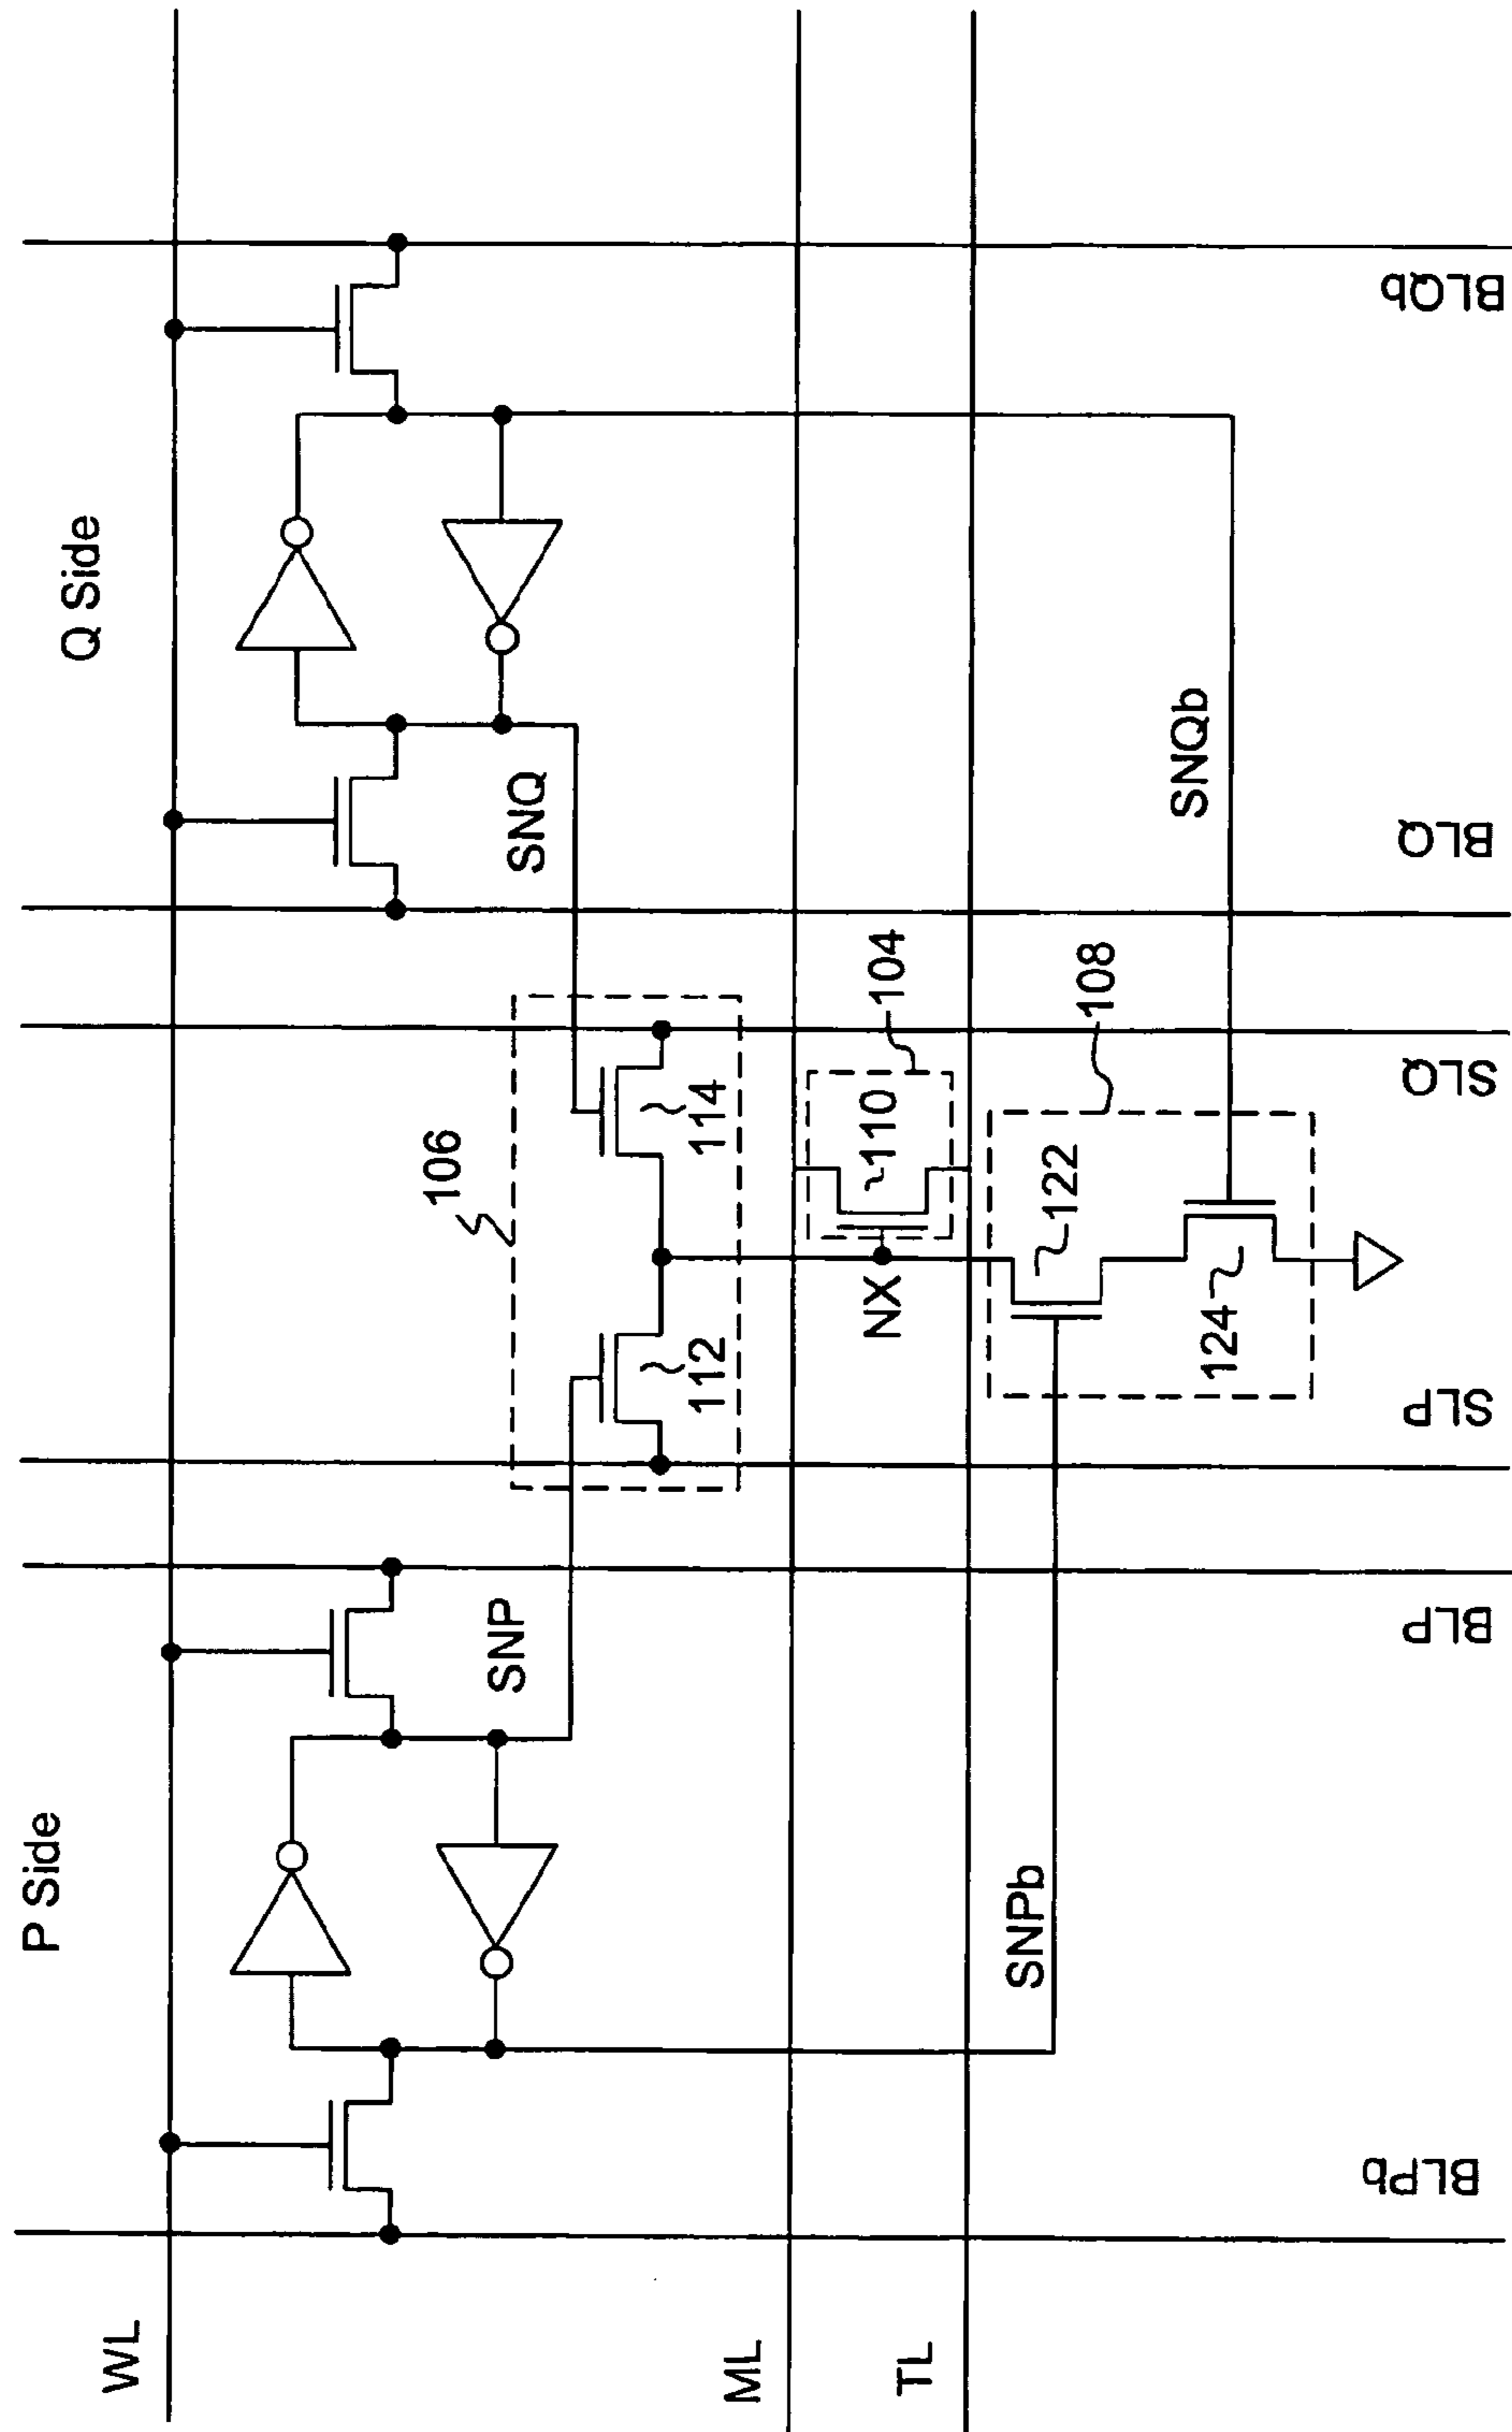 P Side
Q Side
WL
SNP
SNQ
106
112
114
ML
104
110
NX
TL
SNPb
SNQb
108
122
124
BLPb
BLP
SLP
SLQ
BLQ
BLQb